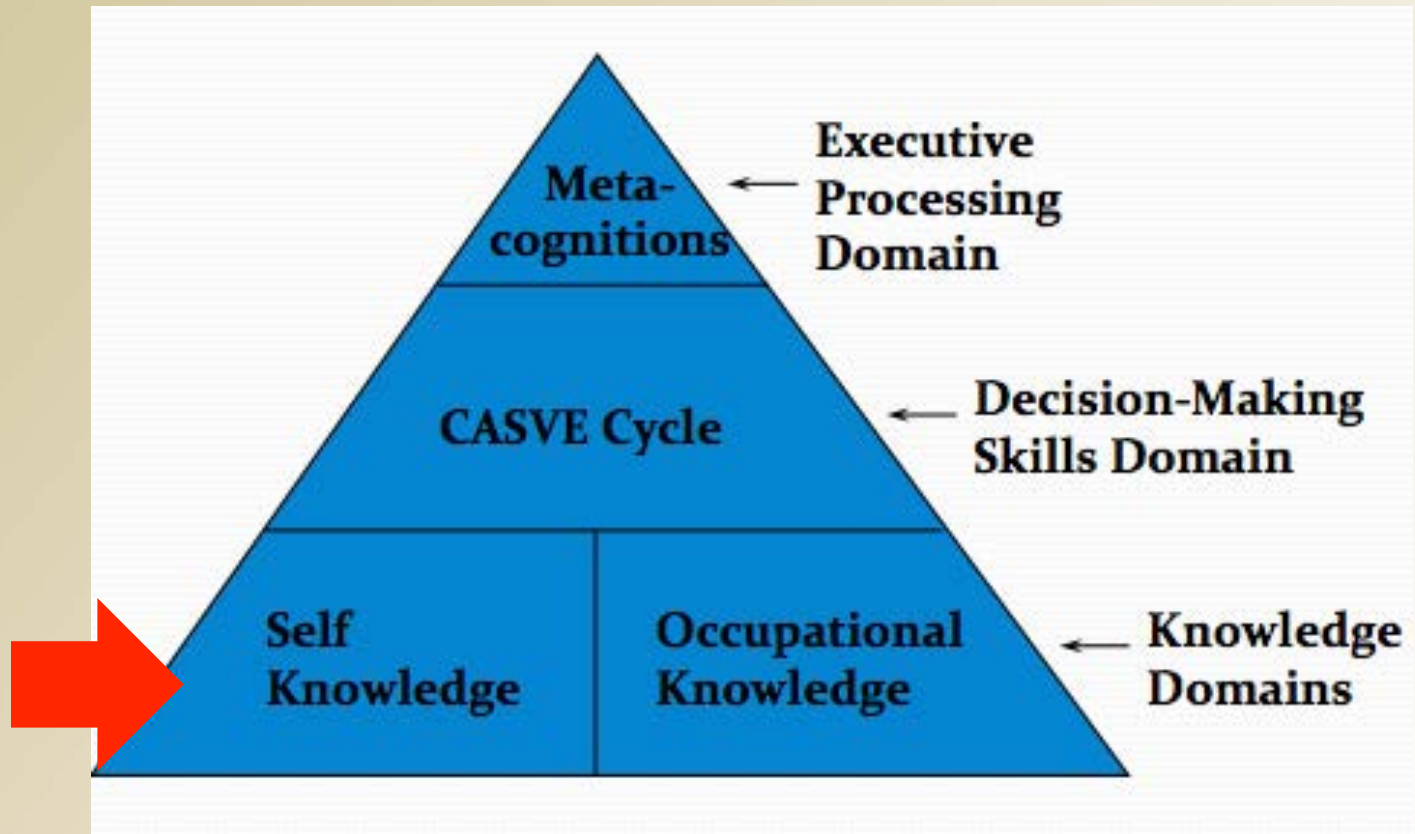 Meta-
cognitions
Executive
Processing
Domain
CASVE Cycle
Decision-Making
Skills Domain
Self
Knowledge
Occupational
Knowledge
Knowledge
Domains